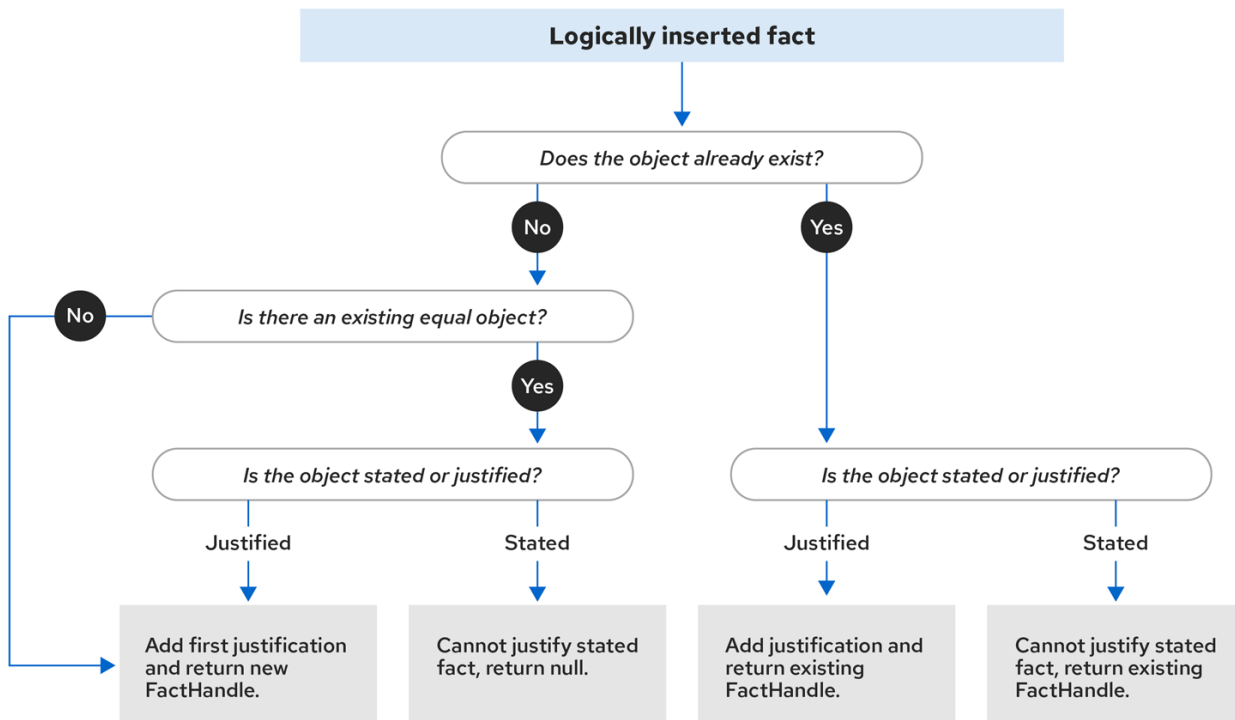 Logically inserted fact
Does the object already exist?
No
Yes
No
Is there an existing equal object?
Yes
Is the object stated or justified?
Is the object stated or justified?
Justified
Stated
Justified
Stated
Add first justification
and return new
FactHandle.
Cannot justify stated
fact, return null.
Add justification and
return existing
FactHandle.
Cannot justify stated
fact, return existing
FactHandle.